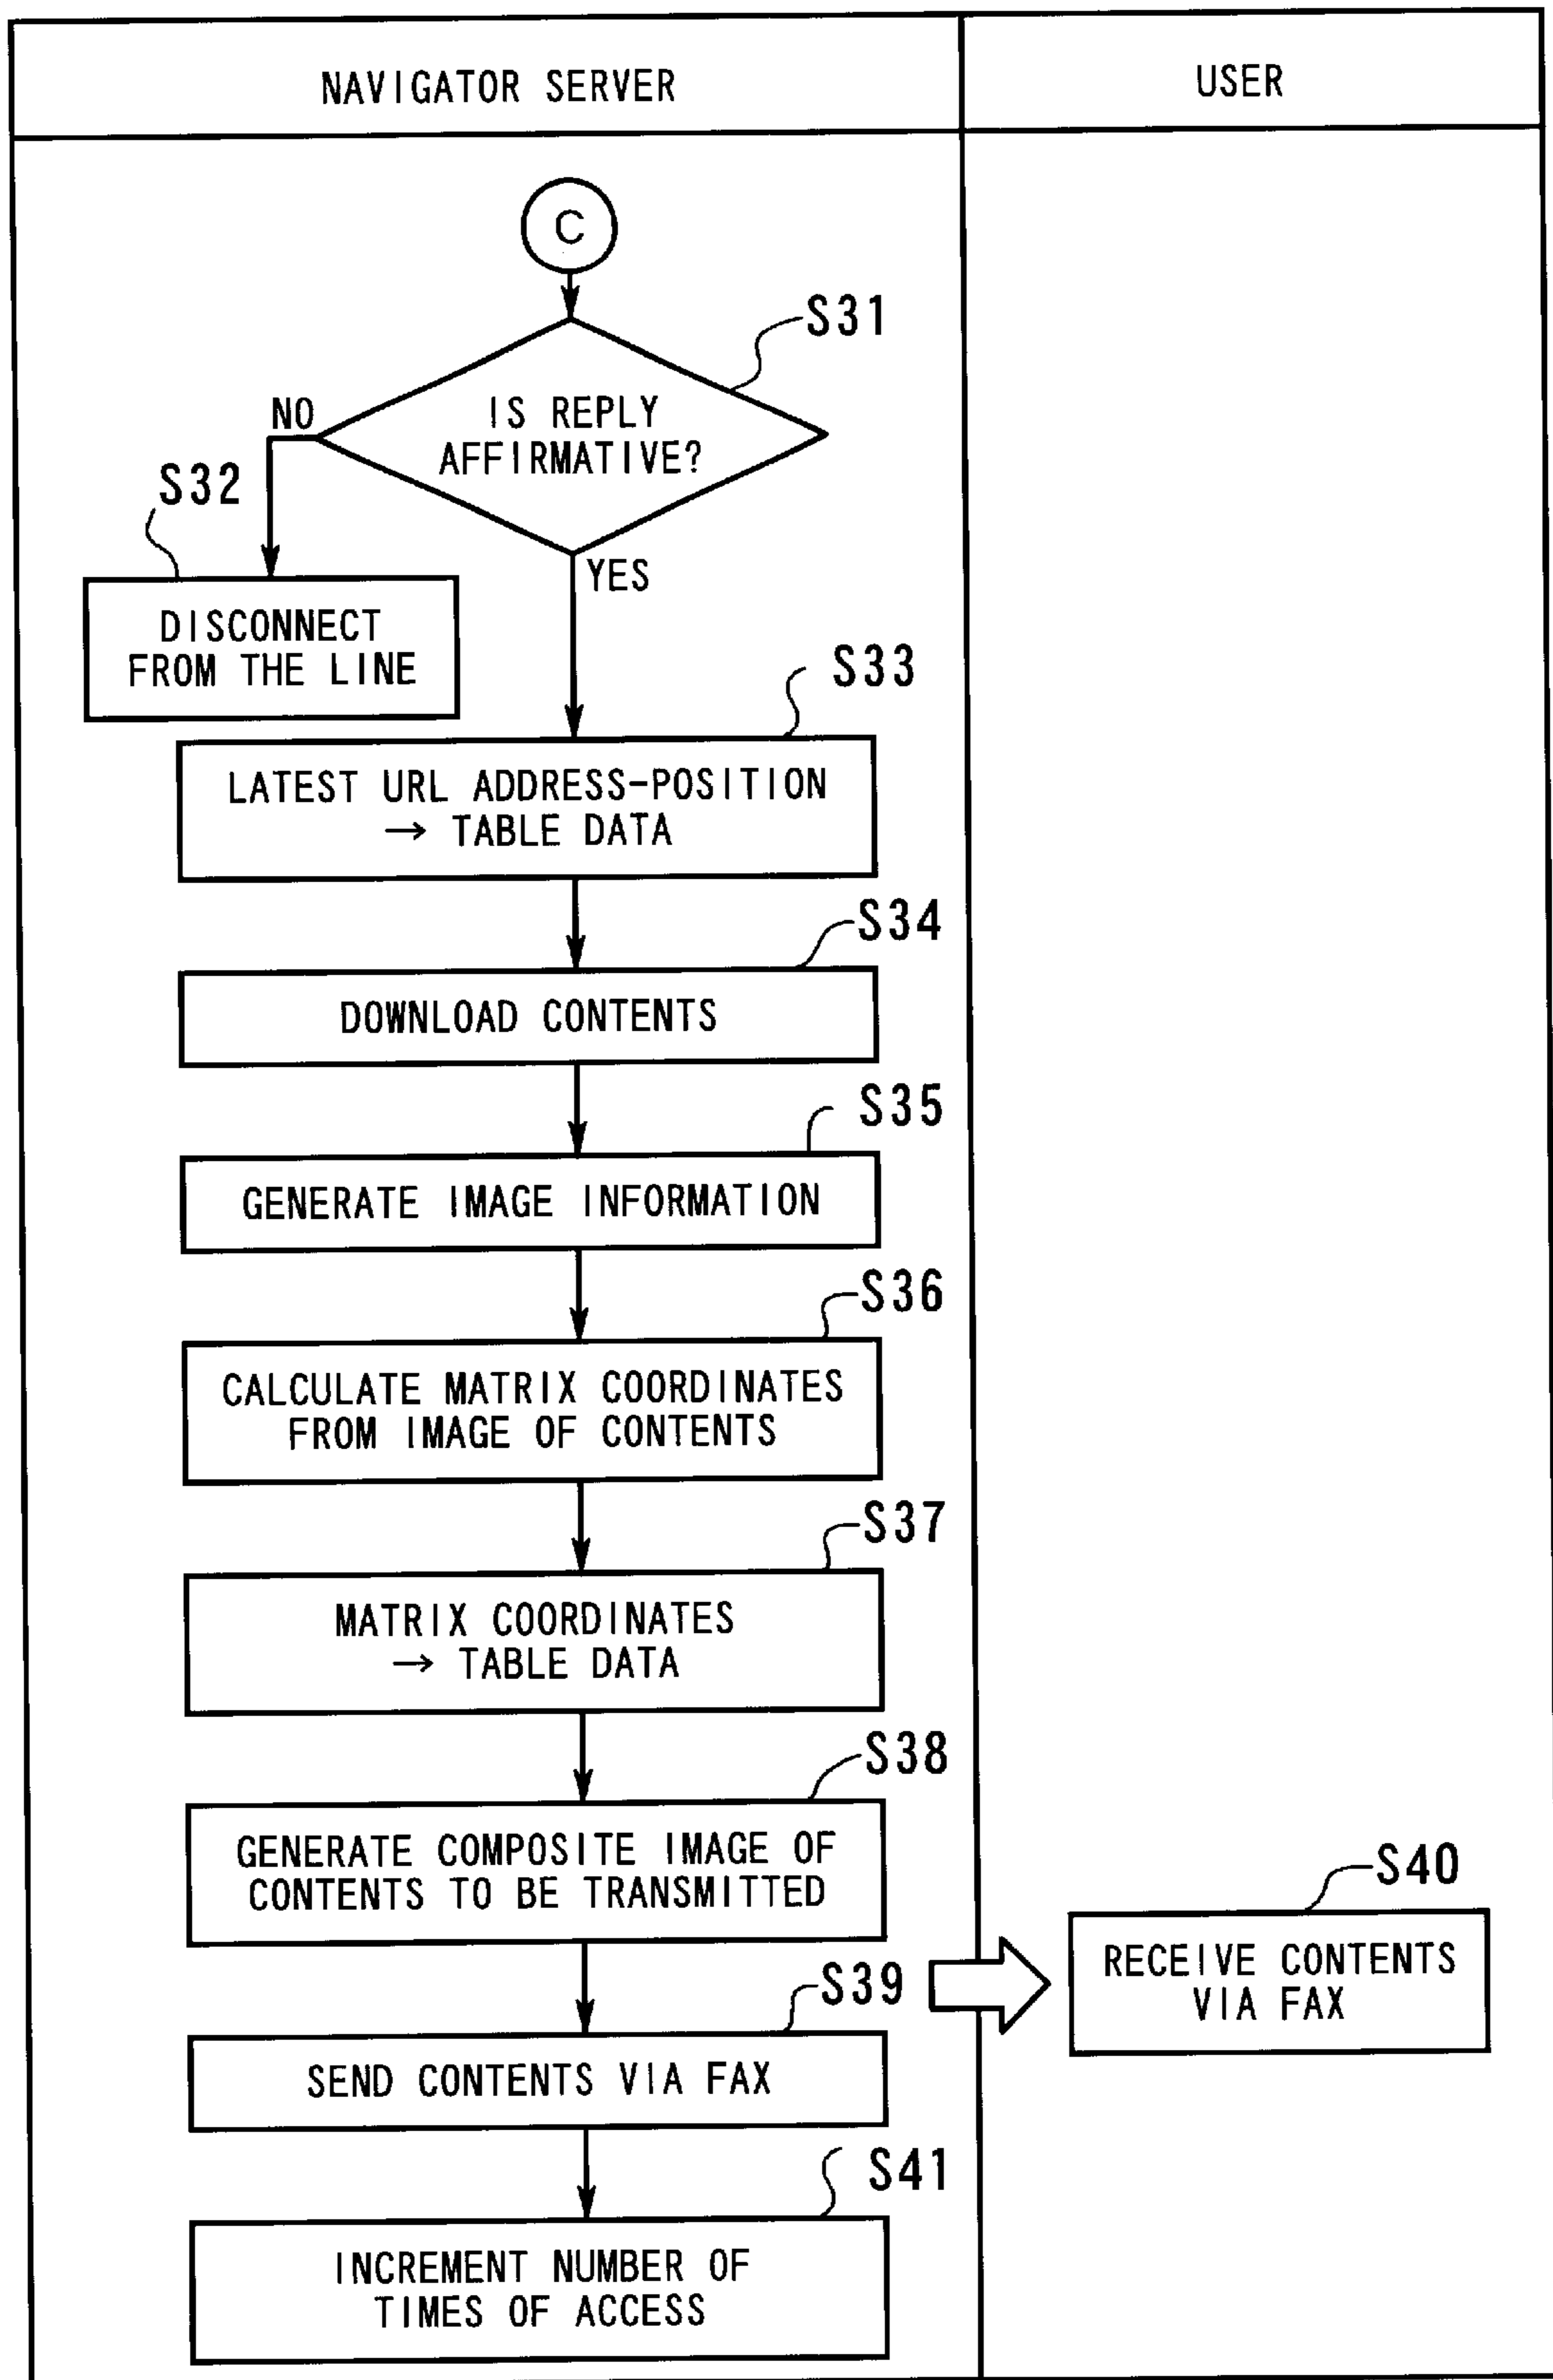 NAVIGATOR SERVER
USER
C
S31
IS REPLY
AFFIRMATIVE?
NO
S32
YES
DISCONNECT
FROM THE LINE
S33
LATEST URL ADDRESS-POSITION
→ TABLE DATA
S34
DOWNLOAD CONTENTS
S35
GENERATE IMAGE INFORMATION
S36
CALCULATE MATRIX COORDINATES
FROM IMAGE OF CONTENTS
S37
MATRIX COORDINATES
→ TABLE DATA
S38
GENERATE COMPOSITE IMAGE OF
CONTENTS TO BE TRANSMITTED
S40
RECEIVE CONTENTS
VIA FAX
S39
SEND CONTENTS VIA FAX
S41
INCREMENT NUMBER OF
TIMES OF ACCESS